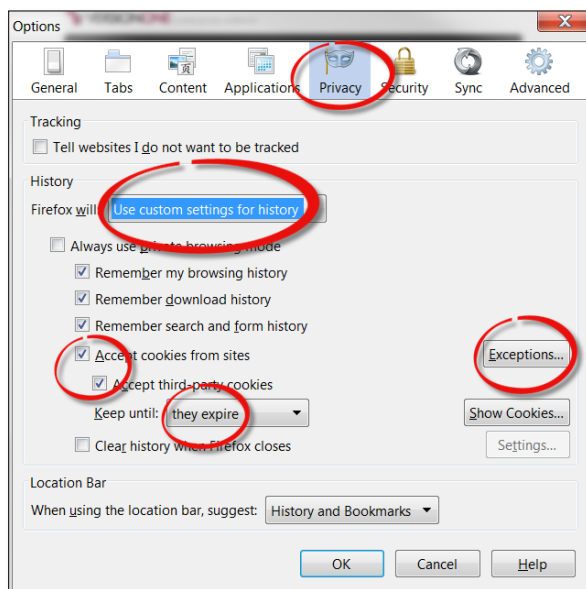 Options
General Tabs Content Applications Privacy Security Sync Advanced
Tracking
Tell websites I do not want to be tracked
History
Firefox will: Use custom settings for history
Always use private browsing mode
Remember my browsing history
Remember download history
Remember search and form history
Accept cookies from sites Exceptions...
Accept third-party cookies
Keep until: they expire Show Cookies...
Clear history when Firefox closes Settings...
Location Bar
When using the location bar, suggest: History and Bookmarks
OK Cancel Help